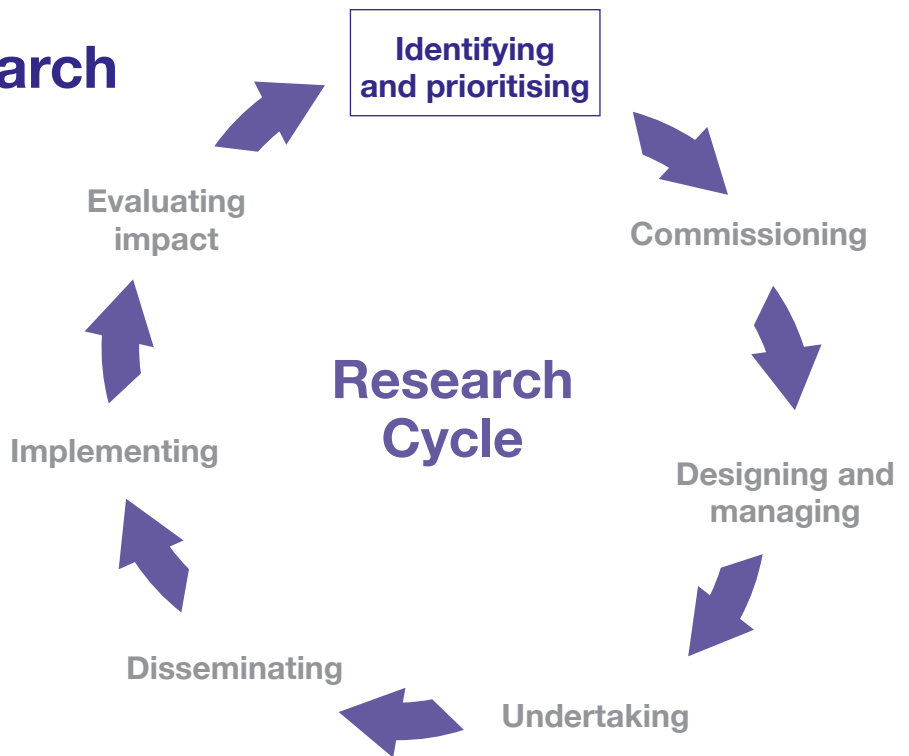 arch
Identifying
and prioritising
Commissioning
Designing and
managing
Undertaking
Disseminating
Implementing
Evaluating
impact
Research
Cycle